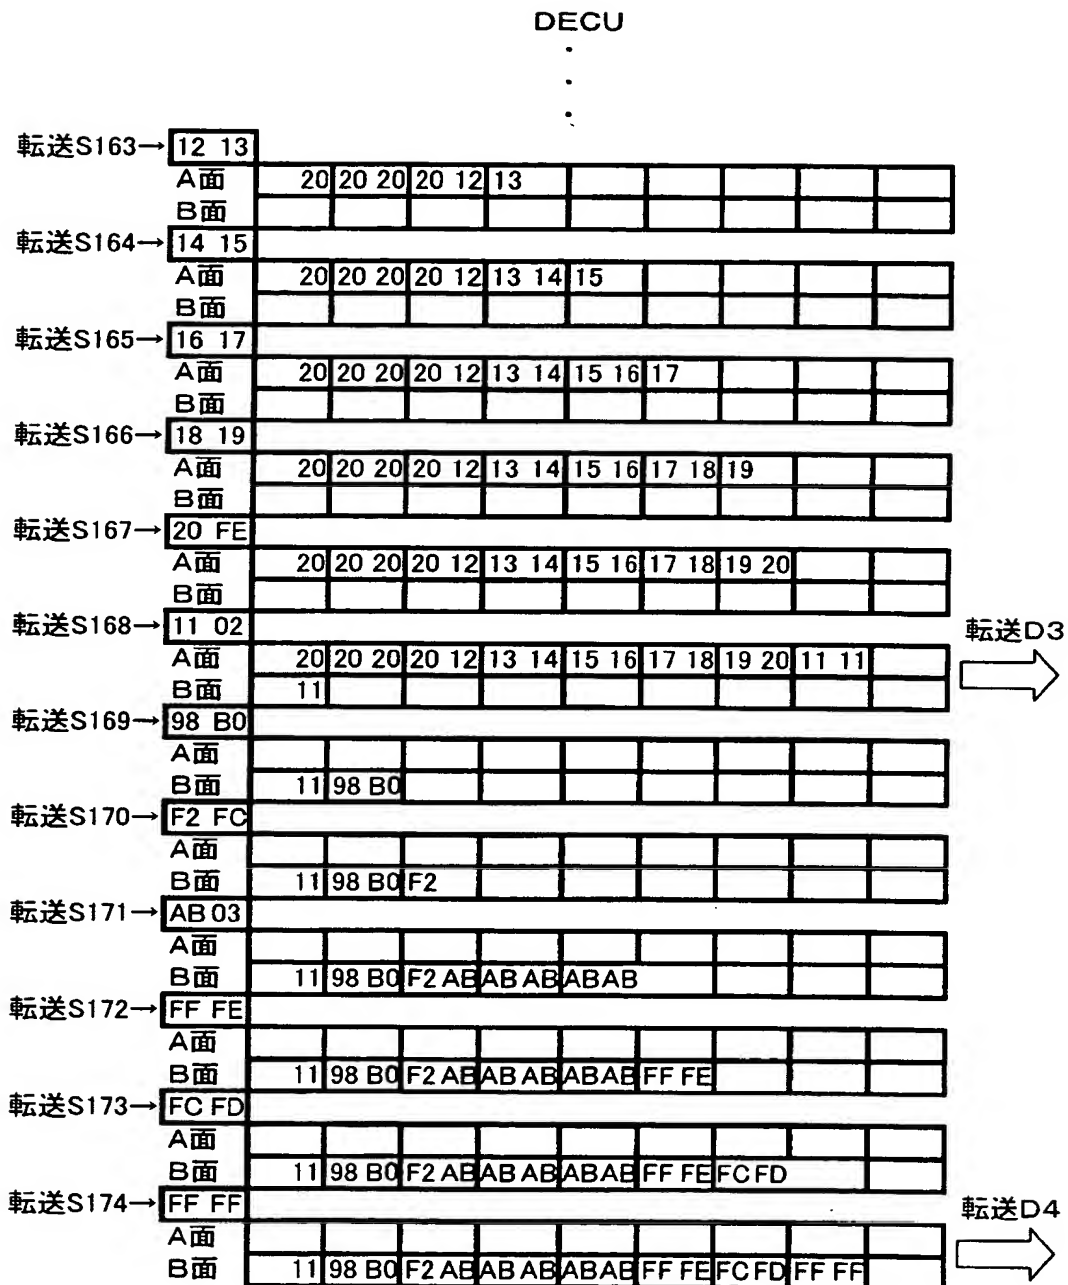 DECU
転送S163→ 12 13
A面 20 20 20 20 12 13
B面
転送S164→ 14 15
A面 20 20 20 20 12 13 14 15
B面
転送S165→ 16 17
A面 20 20 20 20 12 13 14 15 16 17
B面
転送S166→ 18 19
A面 20 20 20 20 12 13 14 15 16 17 18 19
B面
転送S167→ 20 FE
A面 20 20 20 20 12 13 14 15 16 17 18 19 20
B面
転送S168→ 11 02
転送D3
A面 20 20 20 20 12 13 14 15 16 17 18 19 20 11 11
B面 11
転送S169→ 98 B0
A面
B面 11 98 B0
転送S170→ F2 FC
A面
B面 11 98 B0 F2
転送S171→ AB 03
A面
B面 11 98 B0 F2 AB AB AB AB AB
転送S172→ FF FE
A面
B面 11 98 B0 F2 AB AB AB AB AB FF FE
転送S173→ FC FD
A面
B面 11 98 B0 F2 AB AB AB AB AB FF FE FC FD
転送S174→ FF FF
転送D4
A面
B面 11 98 B0 F2 AB AB AB AB AB FF FE FC FD FF FF